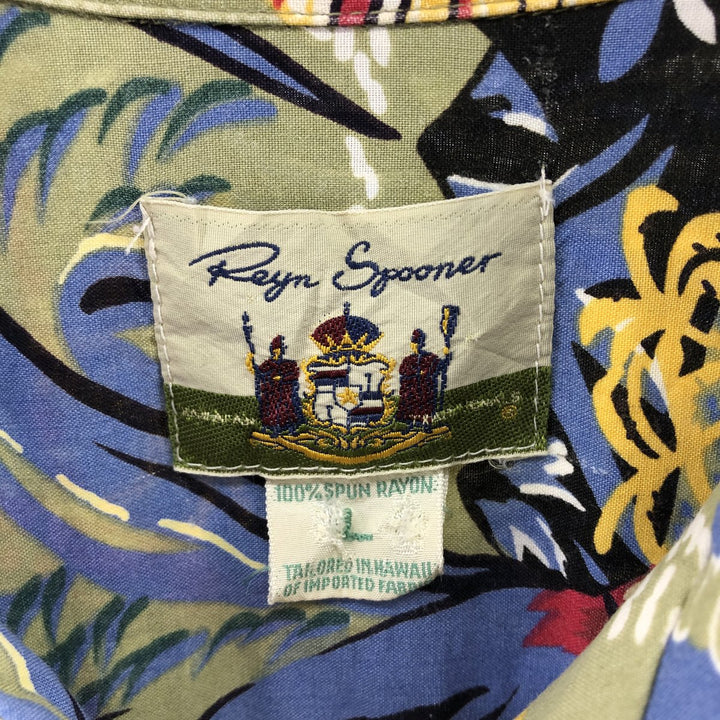 Reyn Spooner
100% SPUN RAYON
L
TAILORED IN HAWAII
OF IMPORTED FABRIC